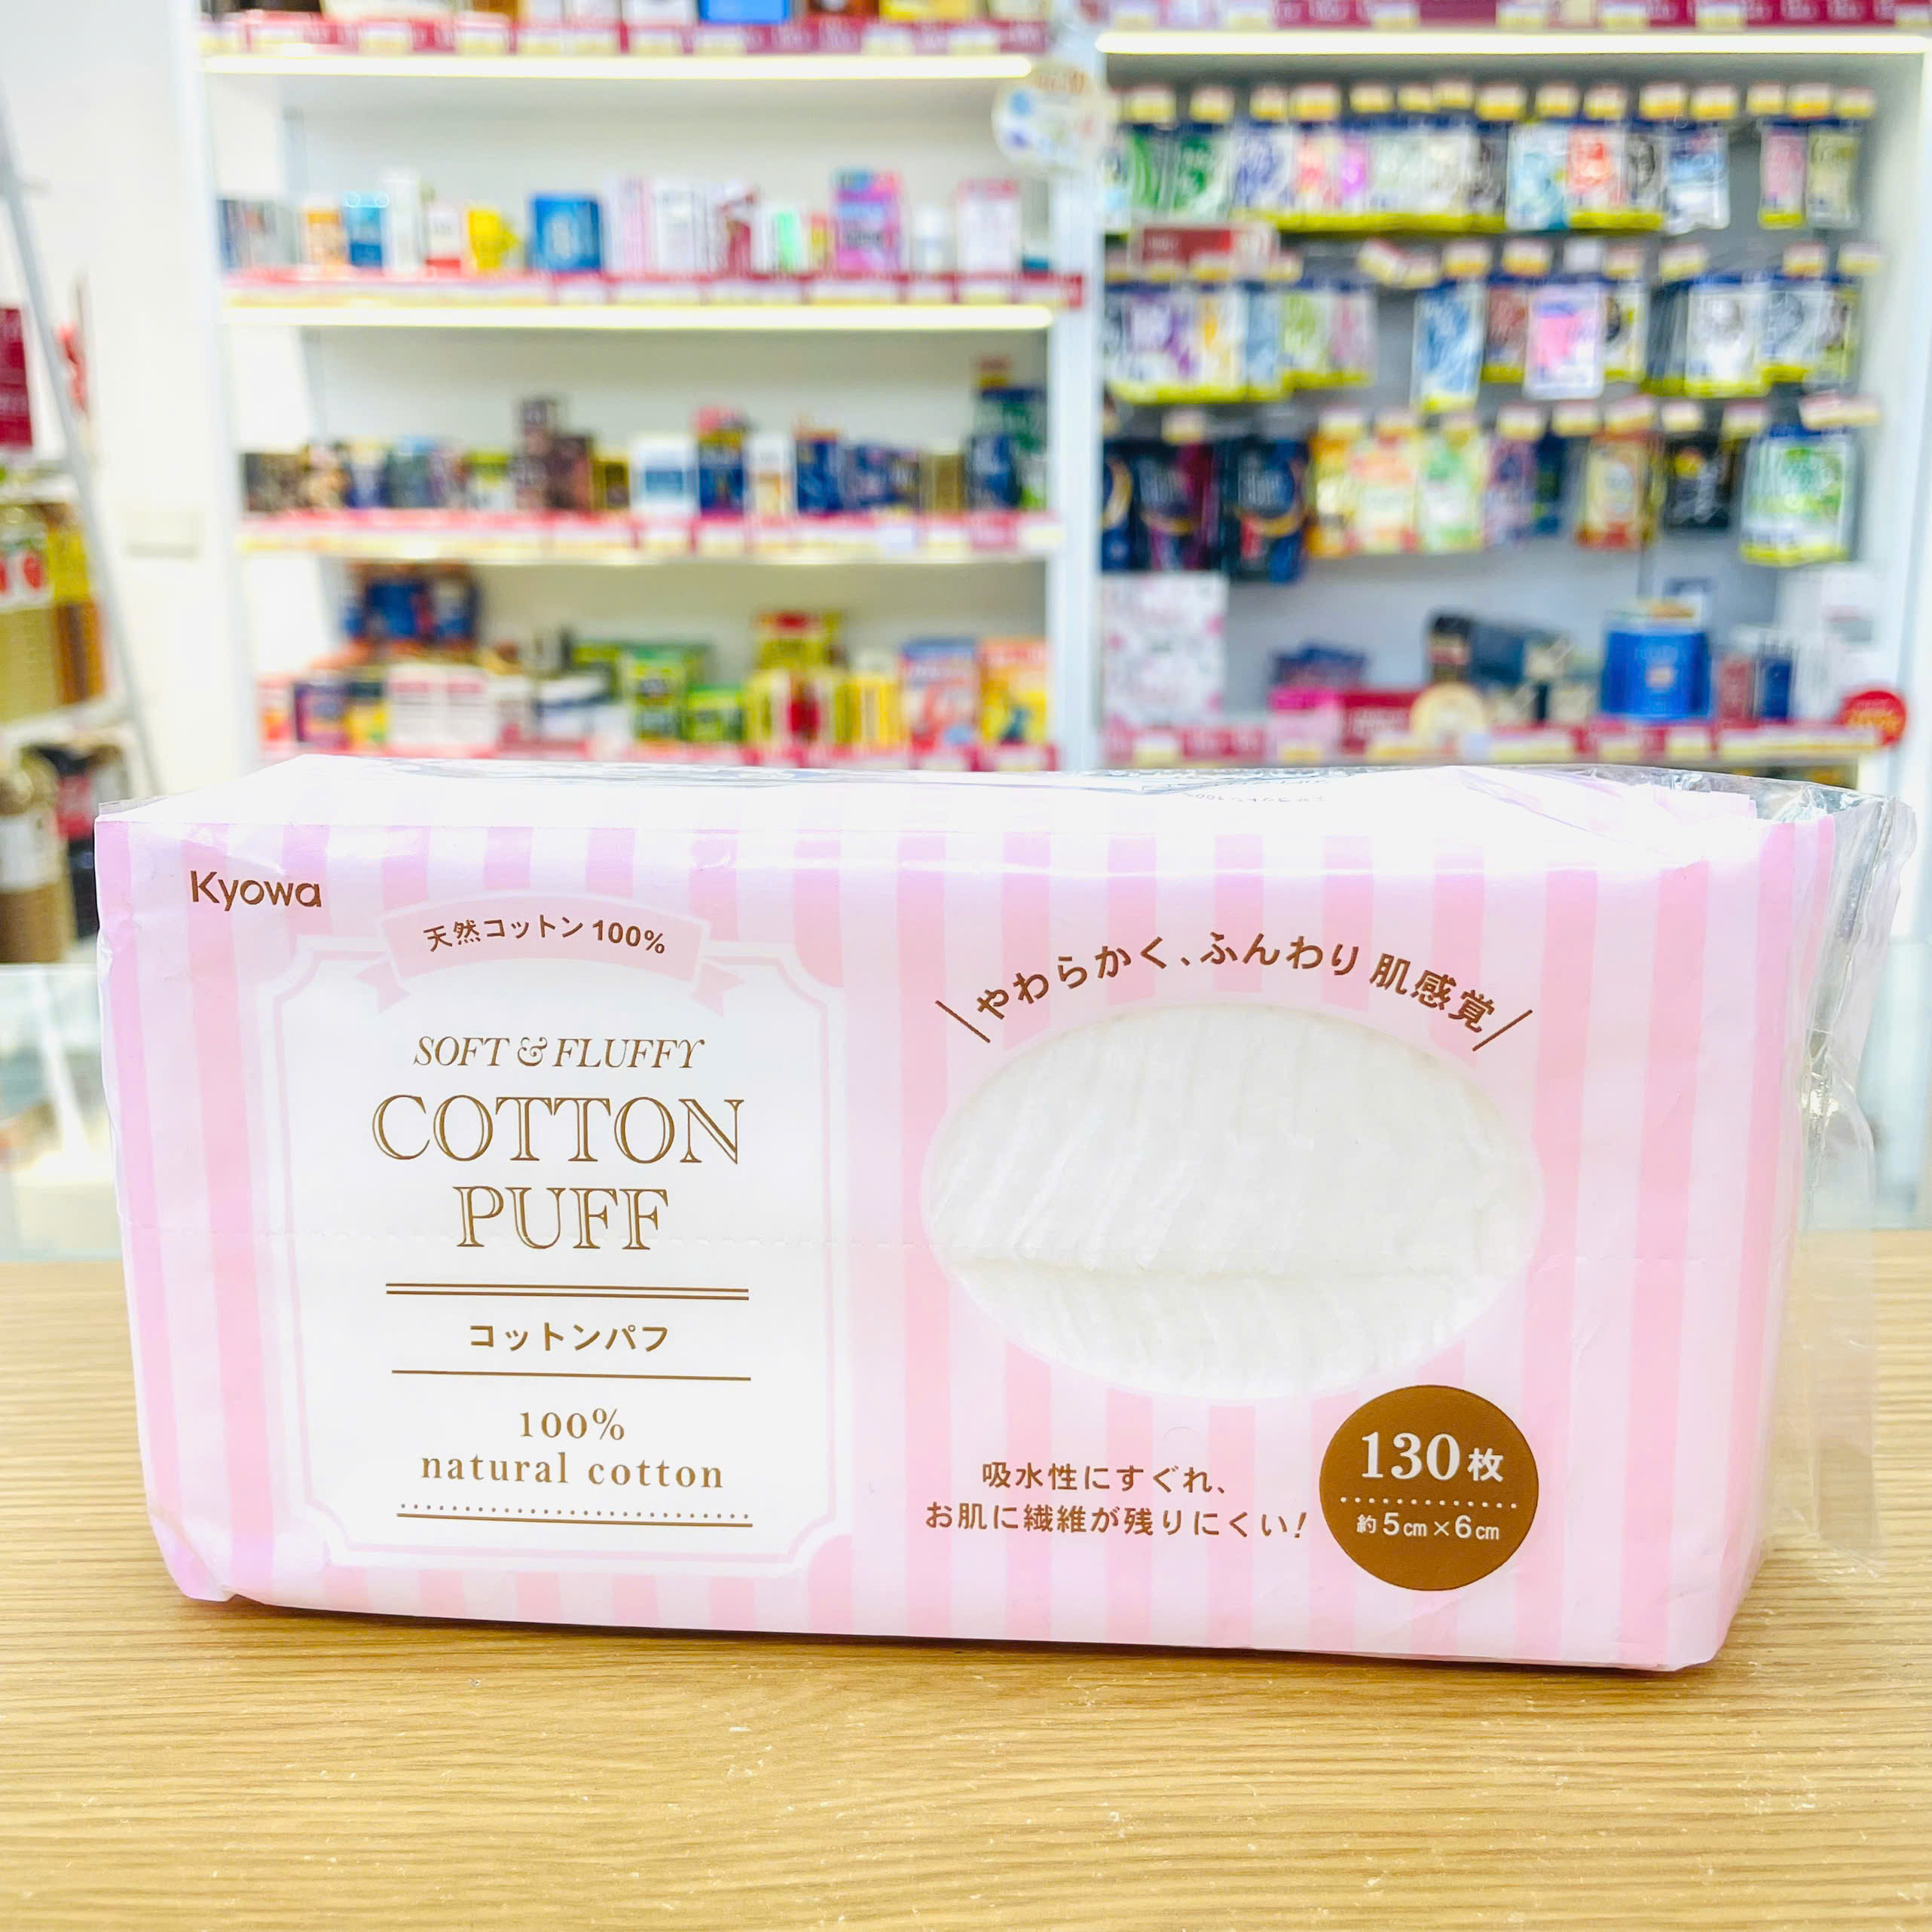 Kyowa
天然コットン100%
SOFT & FLUFFY
COTTON
PUFF
コットンパフ
100%
natural cotton
やわらかく、ふんわり肌感覚
吸水性にすぐれ、
お肌に繊維が残りにくい!
130枚
約5cm×6cm